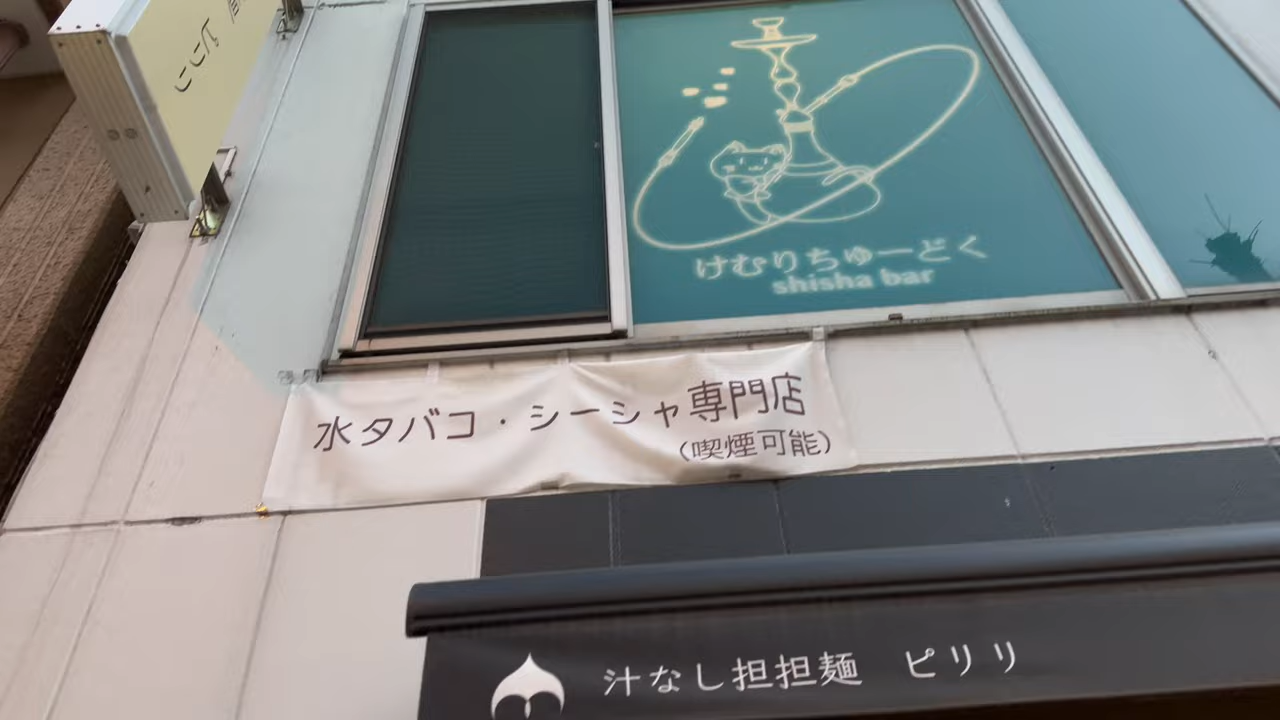 けむりちゅーどく
shisha bar
水タバコ・シーシャ専門店
(喫煙可能)
汁なし担担麺 ピリリ